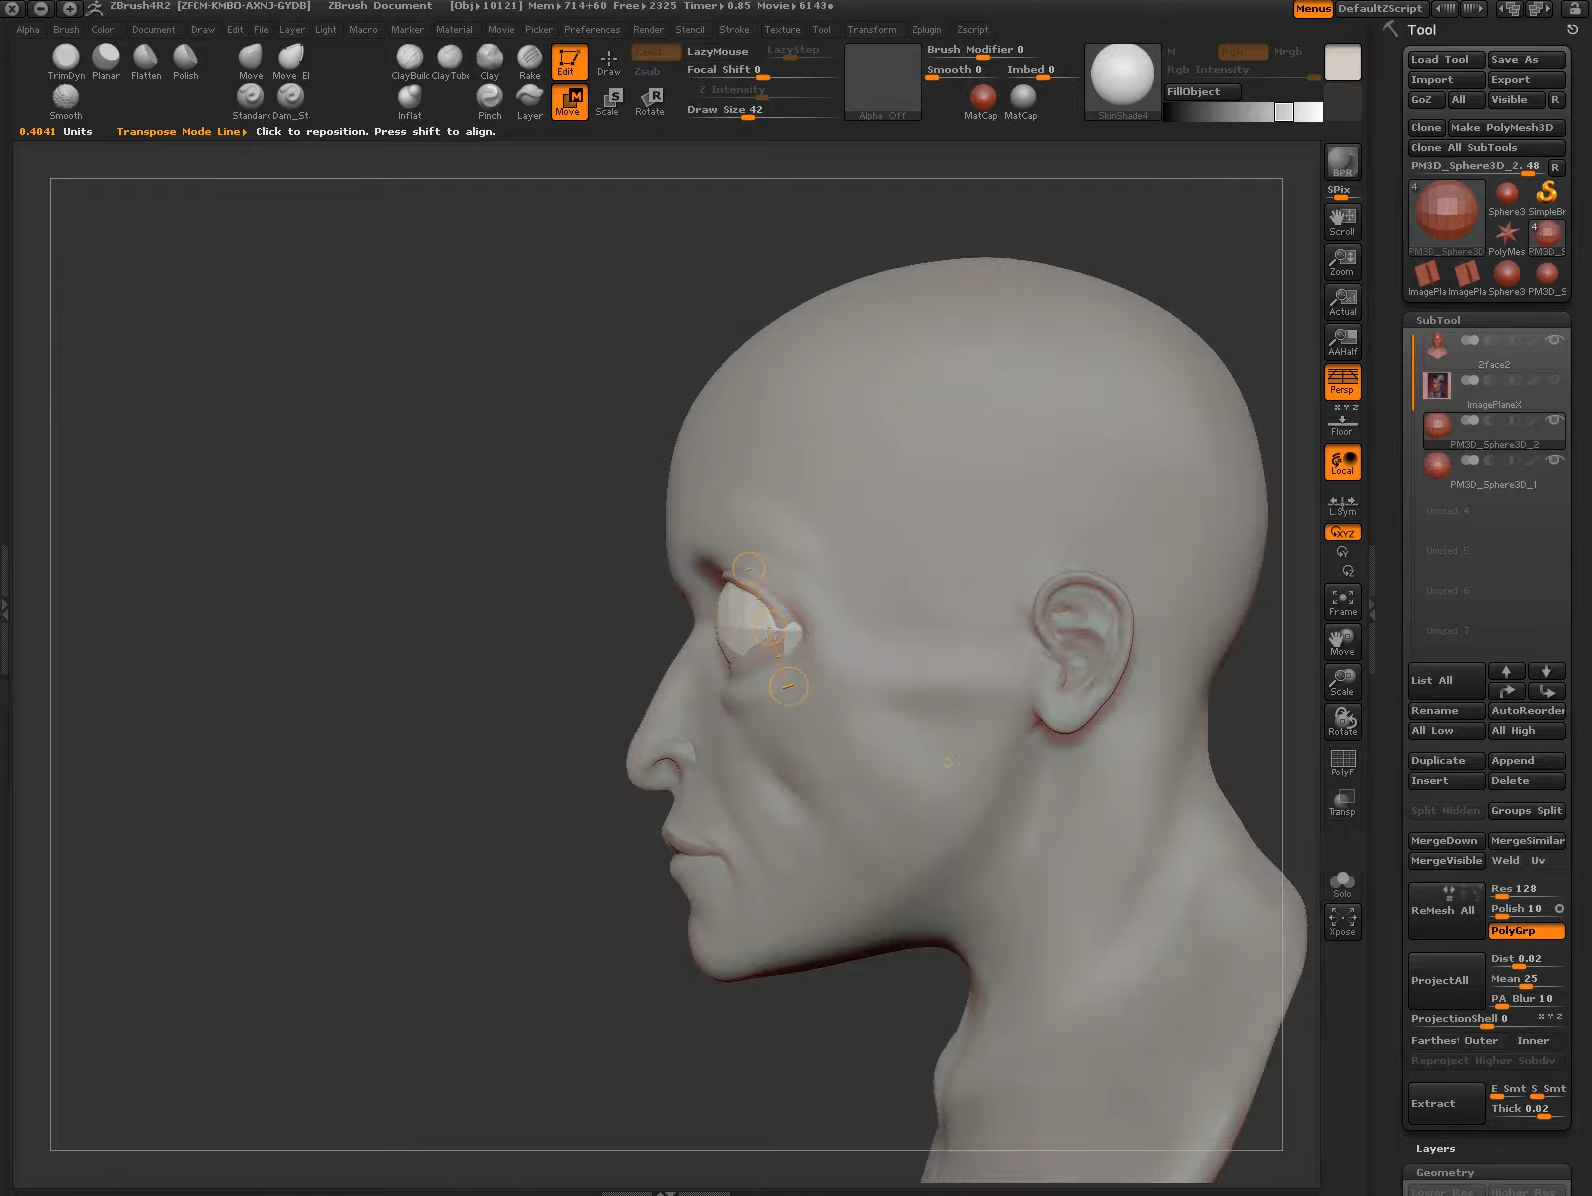 ZBrush4R2 [ZFCM-KMBO-AXNJ-GYDB] ZBrush Document [Obj▸10121] Mem▸714+60 Free▸2325 Timer▸0.85 Movie▸6143● Menus DefaultZScript
Alpha Brush Color Document Draw Edit File Layer Light Macro Marker Material Movie Picker Preferences Render Stencil Stroke Texture Tool Transform Zplugin Zscript
TrimDyn Planar Flatten Polish
Move Move El
ClayBuild ClayTube Clay Rake
Smooth
Standard Dam_St
Inflat Pinch Layer
Edit Draw
Move Scale Rotate
Zadd
Zsub
LazyMouse LazyStep
Focal Shift 0
Z Intensity
Draw Size 42
Alpha Off
Brush Modifier 0
Smooth 0 Imbed 0
MatCap MatCap
SkinShade4
M Rgb Mrgb
Rgb Intensity
FillObject
0.4041 Units Transpose Mode Line▸ Click to reposition. Press shift to align.
BPR
SPix
Scroll
Zoom
Actual
AAHalf
Persp
X Y Z
Floor
Local
L.Sym
XYZ
Y
Z
Frame
Move
Scale
Rotate
PolyF
Transp
Solo
Xpose
Tool
Load Tool Save As
Import Export
GoZ All Visible R
Clone Make PolyMesh3D
Clone All SubTools
PM3D_Sphere3D_2. 48 R
4
PM3D_Sphere3D
Sphere3 SimpleBr
PolyMes 4 PM3D_S
ImagePla ImagePla Sphere3 PM3D_S
SubTool
2face2
ImagePlaneX
PM3D_Sphere3D_2
PM3D_Sphere3D_1
Unused 4
Unused 5
Unused 6
Unused 7
List All
Rename AutoReorder
All Low All High
Duplicate Append
Insert Delete
Split Hidden Groups Split
MergeDown MergeSimilar
MergeVisible Weld Uv
ReMesh All
Res 128
Polish 10
PolyGrp
ProjectAll
Dist 0.02
Mean 25
PA Blur 10
ProjectionShell 0 X Y Z
Farthest Outer Inner
Reproject Higher Subdiv
Extract
E Smt S Smt
Thick 0.02
Layers
Geometry
Lower Res Higher Res